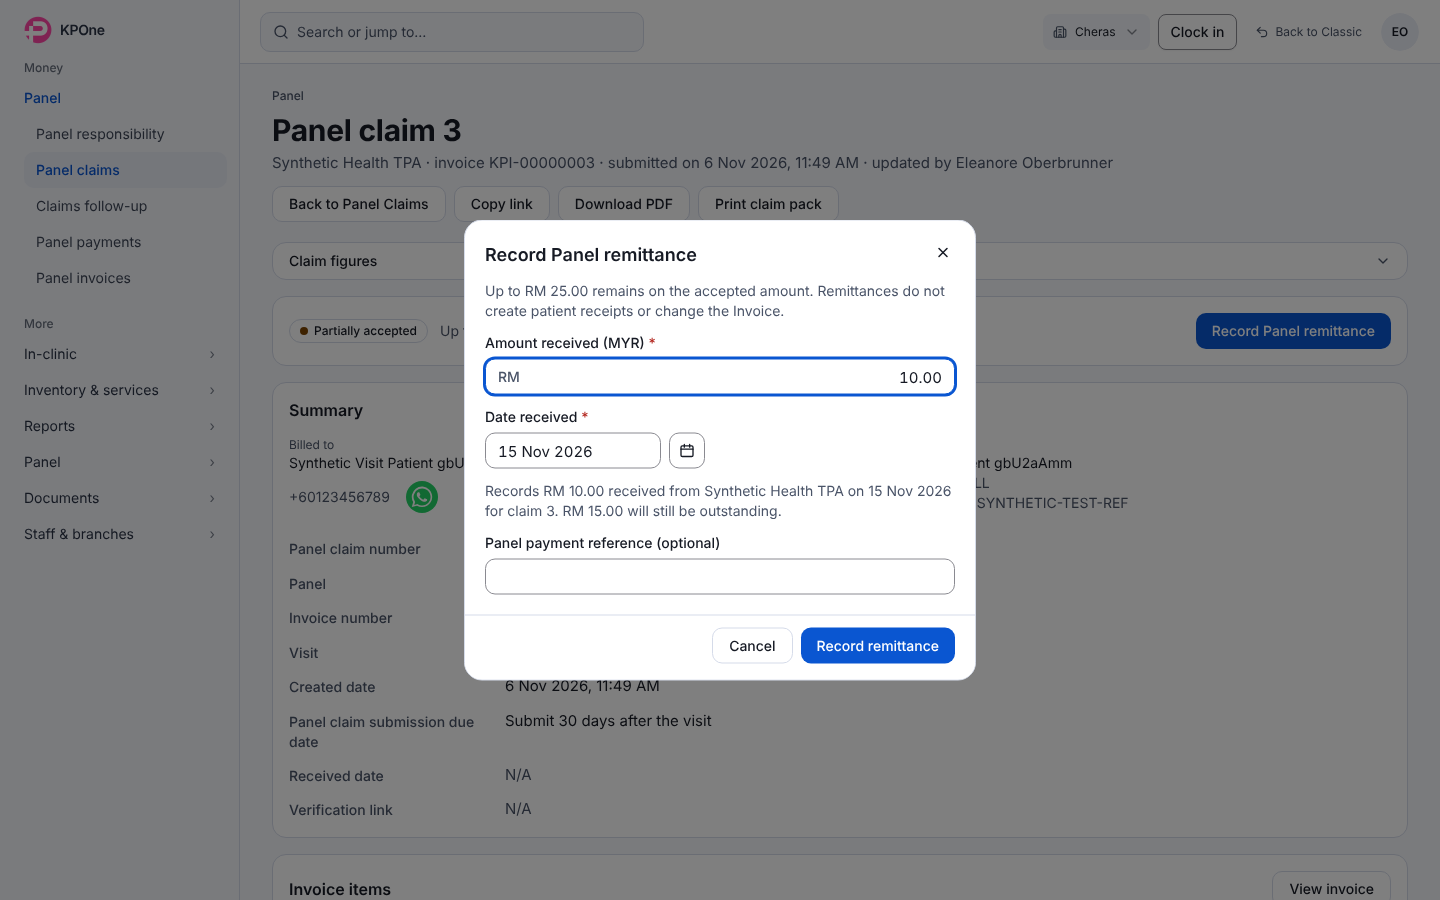 KPOne
Search or jump to...
Cheras
Clock in
Back to Classic
EO
Money
Panel
Panel responsibility
Panel claims
Claims follow-up
Panel payments
Panel invoices
More
In-clinic
Inventory & services
Reports
Panel
Documents
Staff & branches
Panel
Panel claim 3
Synthetic Health TPA · invoice KPI-00000003 · submitted on 6 Nov 2026, 11:49 AM · updated by Eleanore Oberbrunner
Back to Panel Claims
Copy link
Download PDF
Print claim pack
Claim figures
Partially accepted
Up
Record Panel remittance
Summary
Billed to
Synthetic Visit Patient
gbU2aAmm
+60123456789
SYNTHETIC-TEST-REF
Panel claim number
Panel
Invoice number
Visit
Created date
6 Nov 2026, 11:49 AM
Panel claim submission due
date
Submit 30 days after the visit
Received date
N/A
Verification link
N/A
Invoice items
View invoice
Record Panel remittance
Up to RM 25.00 remains on the accepted amount. Remittances do not
create patient receipts or change the Invoice.
Amount received (MYR) *
RM
10.00
Date received *
15 Nov 2026
Records RM 10.00 received from Synthetic Health TPA on 15 Nov 2026
for claim 3. RM 15.00 will still be outstanding.
Panel payment reference (optional)
Cancel
Record remittance